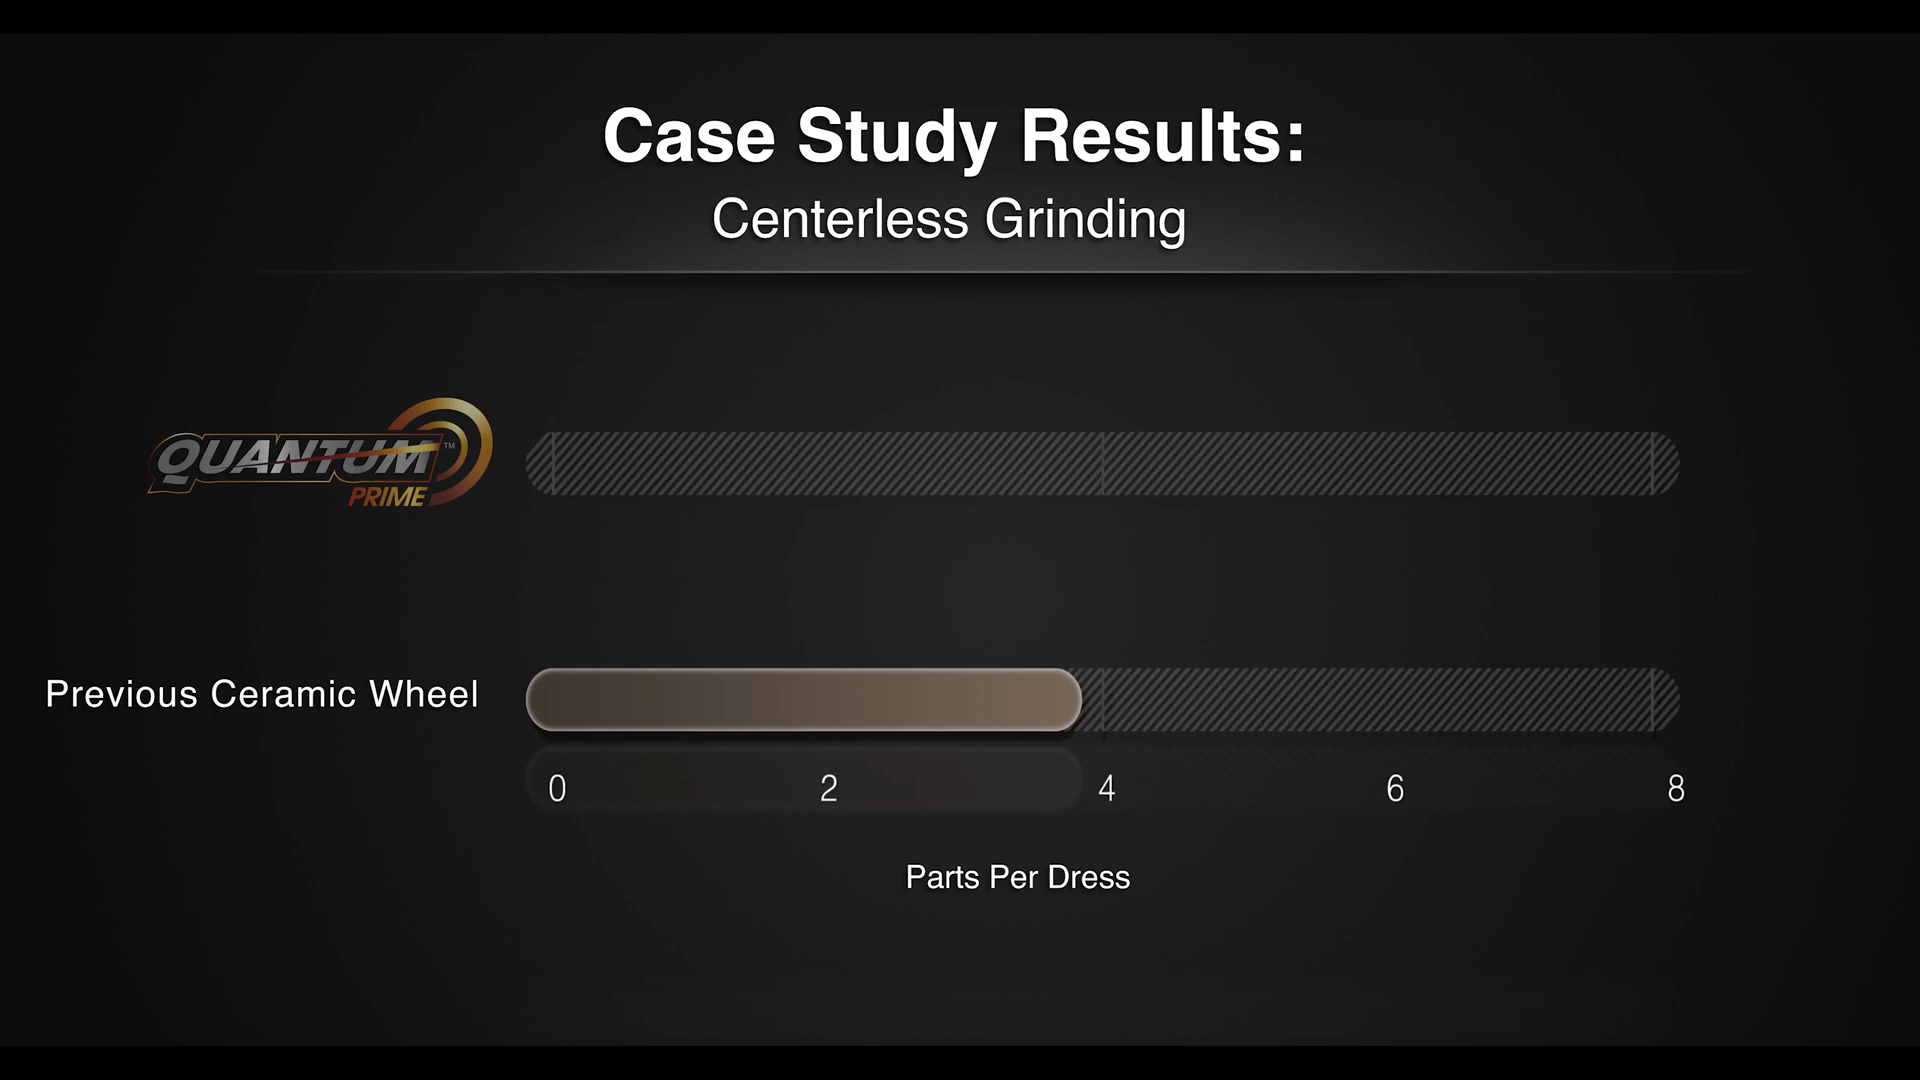 Case Study Results:
Centerless Grinding
QUANTUM™
PRIME
Previous Ceramic Wheel
0 2 4 6 8
Parts Per Dress